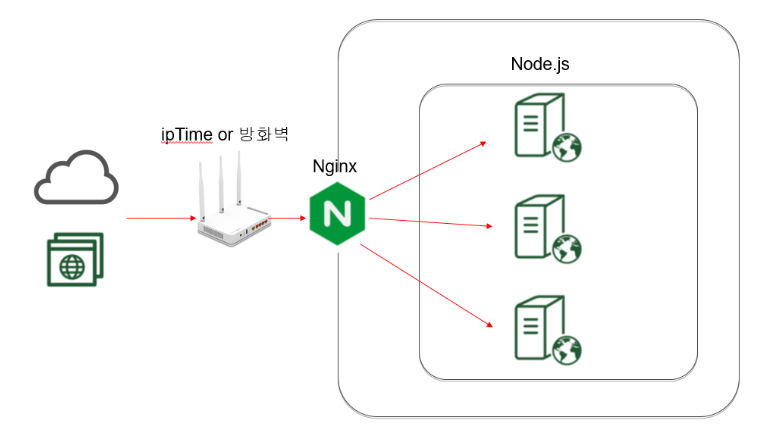 Node.js
ipTime or 방화벽
Nginx
N